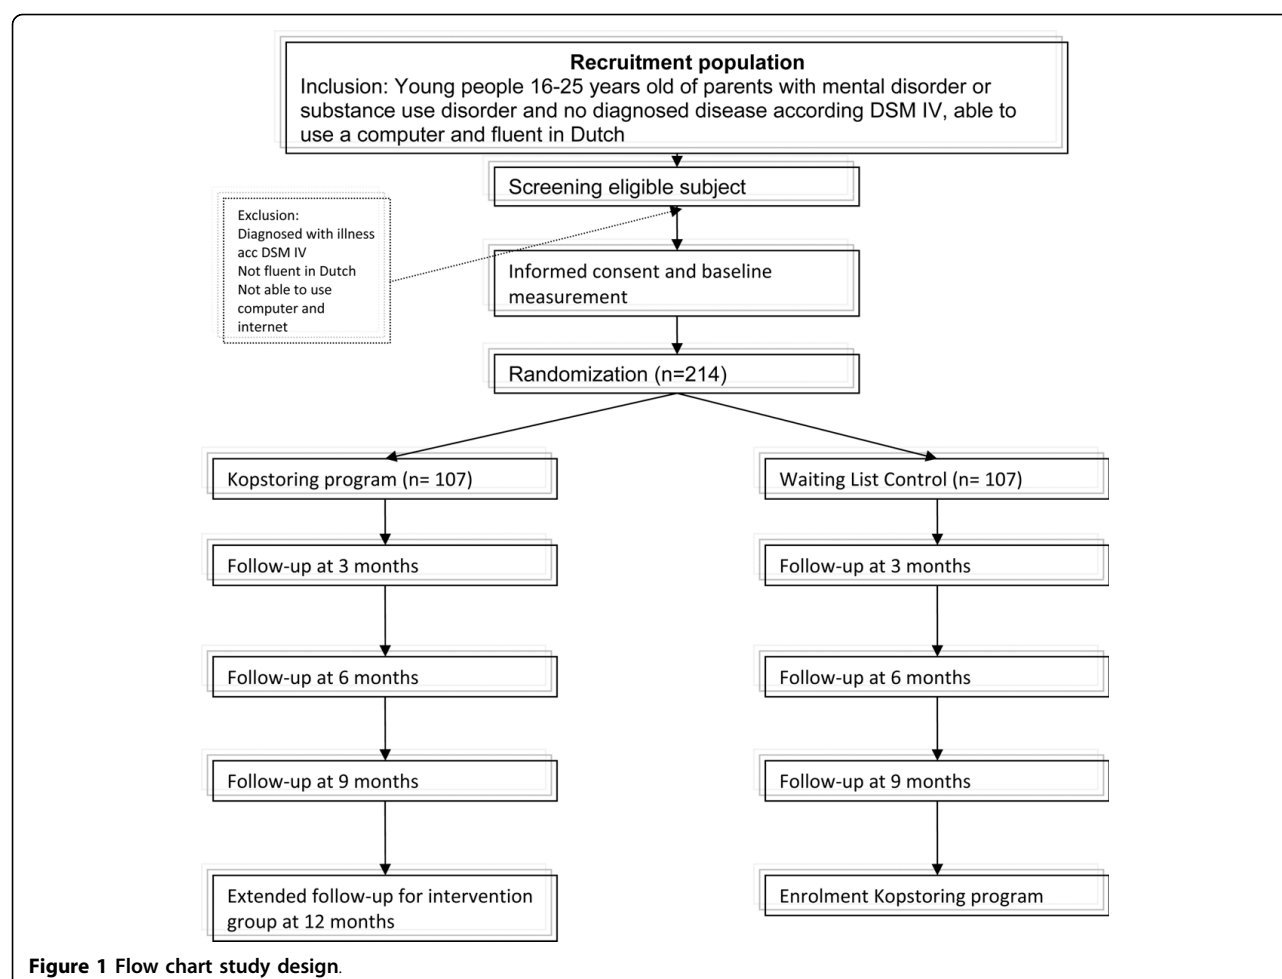 Recruitment population
Inclusion: Young people 16-25 years old of parents with mental disorder or
substance use disorder and no diagnosed disease according DSM IV, able to
use a computer and fluent in Dutch
Screening eligible subject
Exclusion:
Diagnosed with illness
acc DSM IV
Not fluent in Dutch
Not able to use
computer and
internet
Informed consent and baseline
measurement
Randomization (n=214)
Kopstoring program (n= 107)
Waiting List Control (n= 107)
Follow-up at 3 months
Follow-up at 3 months
Follow-up at 6 months
Follow-up at 6 months
Follow-up at 9 months
Follow-up at 9 months
Extended follow-up for intervention
group at 12 months
Enrolment Kopstoring program
Figure 1 Flow chart study design.